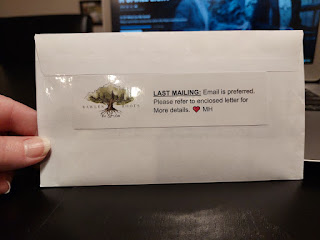 LAST MAILING: Email is preferred.
Please refer to enclosed letter for
More details. ❤ MH